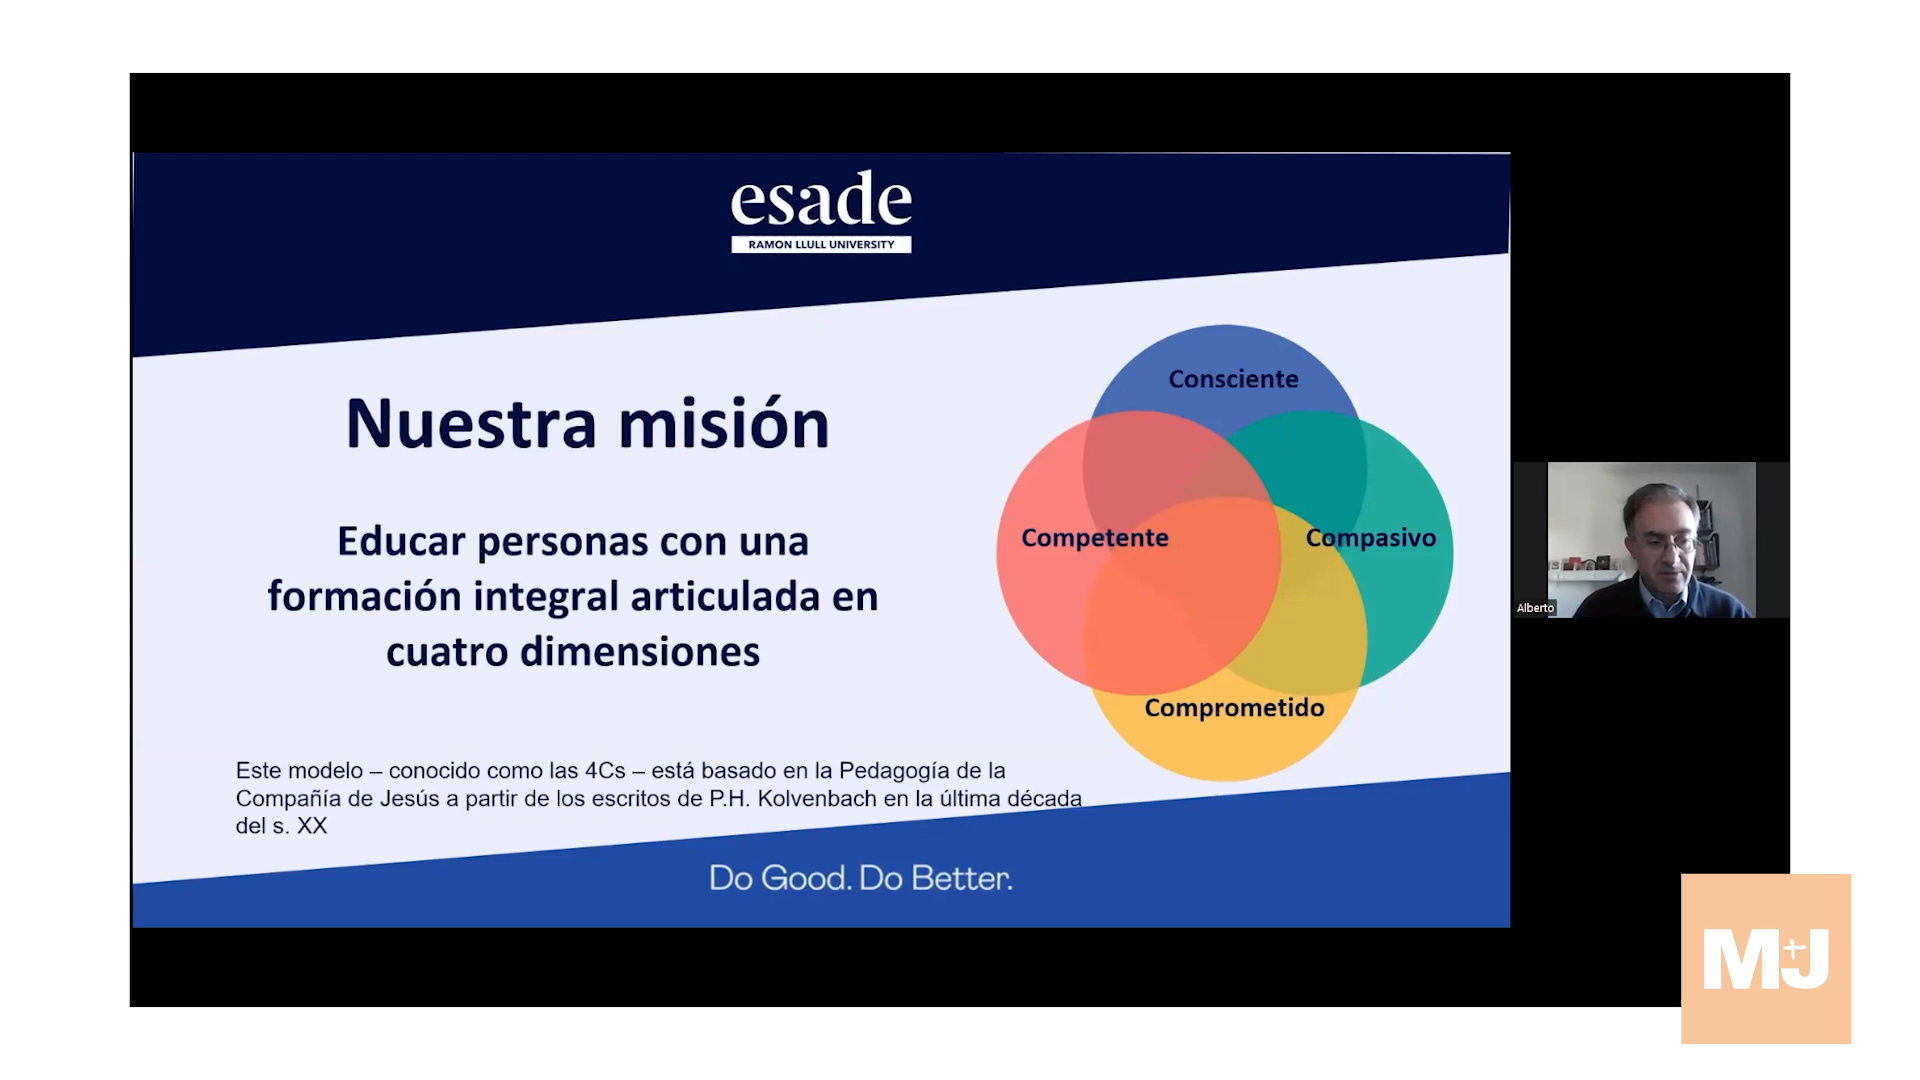 esade
RAMON LLULL UNIVERSITY
Nuestra misión
Educar personas con una
formación integral articulada en
cuatro dimensiones
Consciente
Competente
Compasivo
Comprometido
Este modelo – conocido como las 4Cs – está basado en la Pedagogía de la
Compañía de Jesús a partir de los escritos de P.H. Kolvenbach en la última década
del s. XX
Do Good. Do Better.
Alberto
M+J